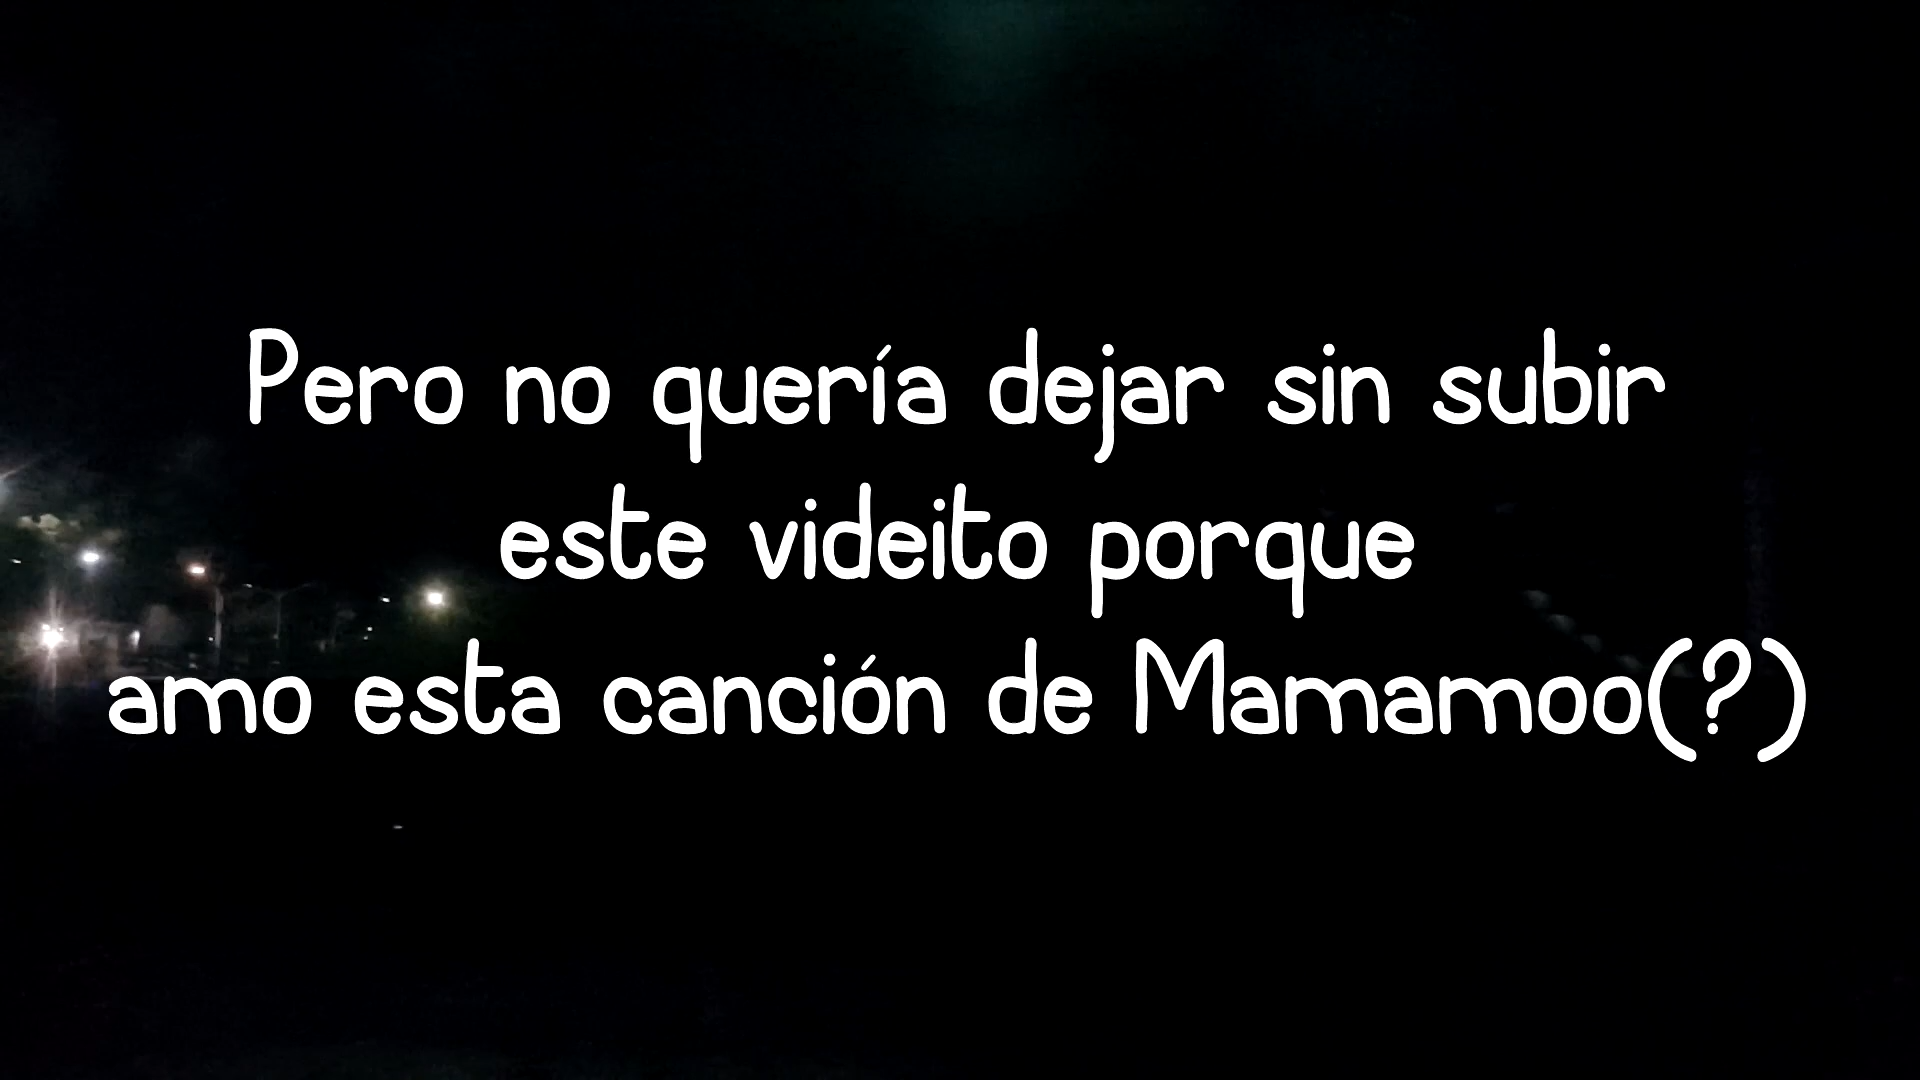 Pero no quería dejar sin subir
este videito porque
amo esta canción de Mamamoo(?)